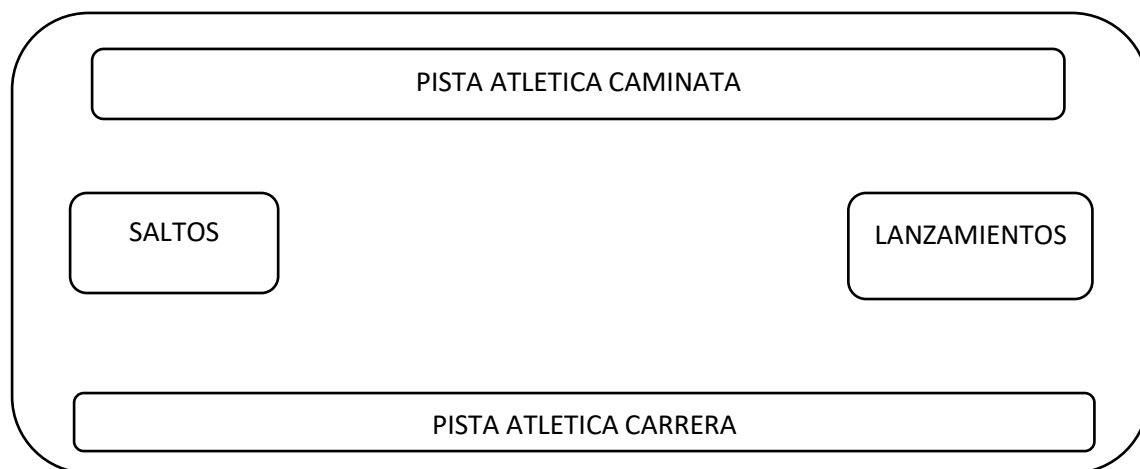 PISTA ATLETICA CAMINATA
SALTOS
LANZAMIENTOS
PISTA ATLETICA CARRERA